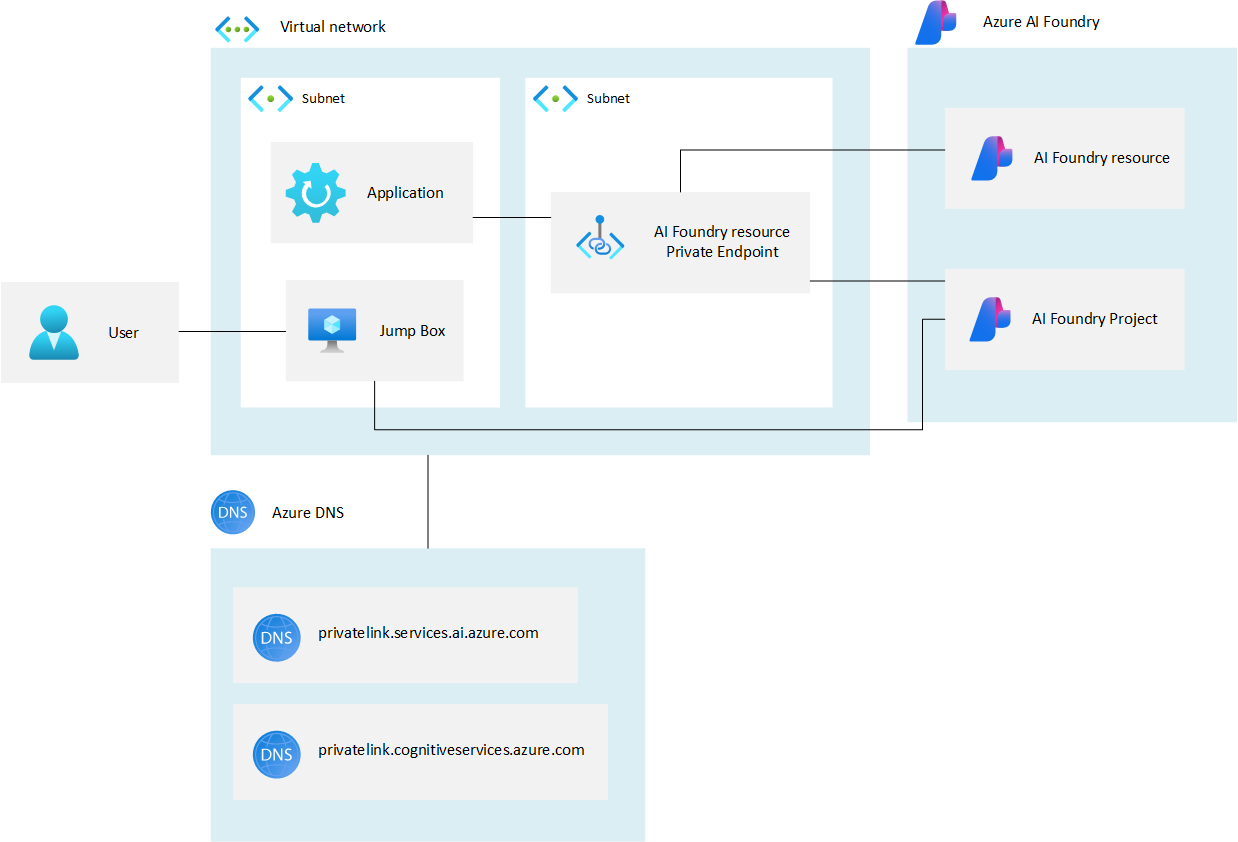 Virtual network
Azure AI Foundry
Subnet
Subnet
Application
AI Foundry resource
Private Endpoint
AI Foundry resource
User
Jump Box
AI Foundry Project
DNS
Azure DNS
DNS
privatelink.services.ai.azure.com
DNS
privatelink.cognitiveservices.azure.com